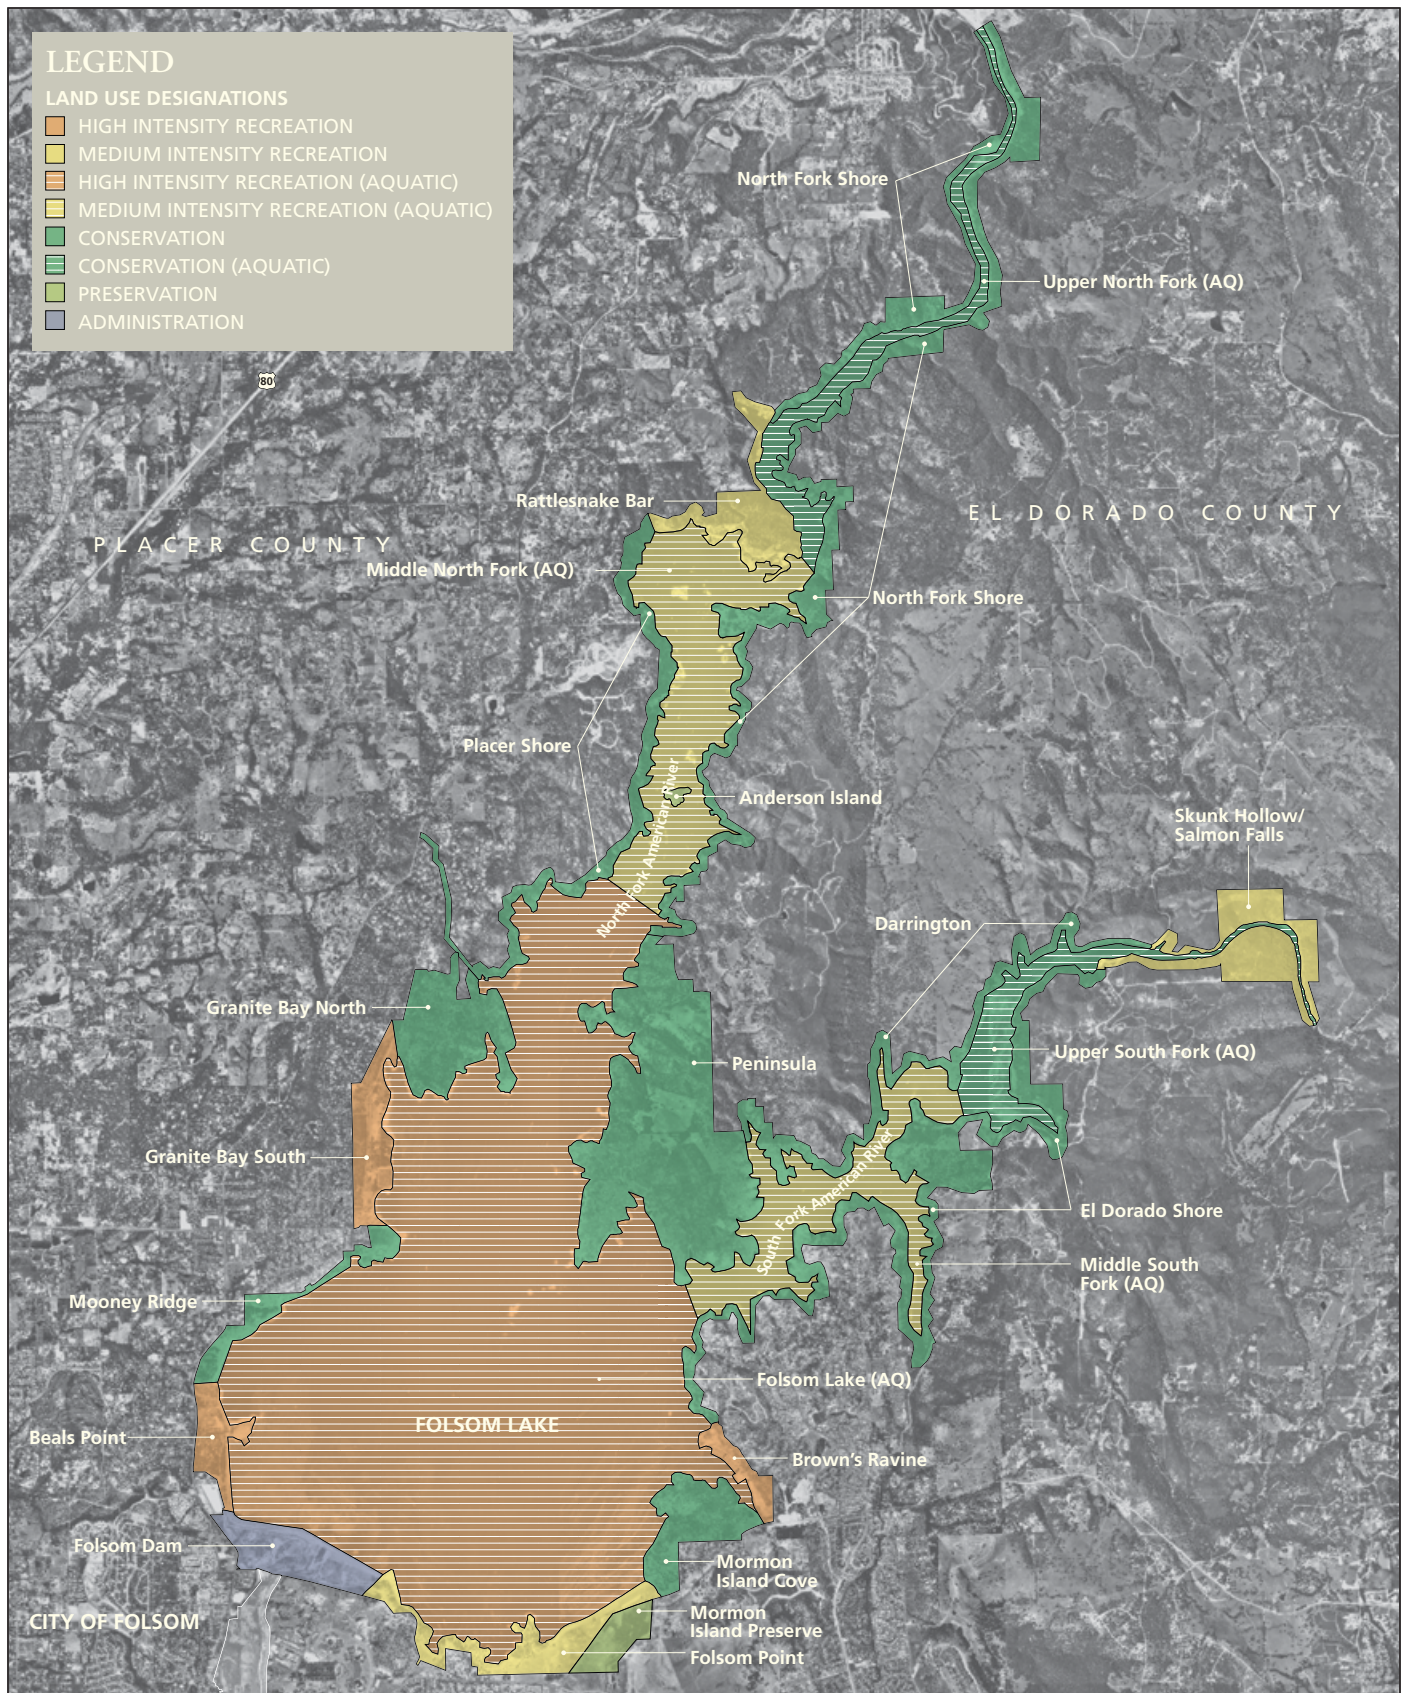 LEGEND
LAND USE DESIGNATIONS
HIGH INTENSITY RECREATION
MEDIUM INTENSITY RECREATION
HIGH INTENSITY RECREATION (AQUATIC)
MEDIUM INTENSITY RECREATION (AQUATIC)
CONSERVATION
CONSERVATION (AQUATIC)
PRESERVATION
ADMINISTRATION
North Fork Shore
Upper North Fork (AQ)
80
Rattlesnake Bar
EL DORADO COUNTY
PLACER COUNTY
Middle North Fork (AQ)
North Fork Shore
Placer Shore
Anderson Island
North Fork American River
Skunk Hollow/
Salmon Falls
Darrington
Granite Bay North
Upper South Fork (AQ)
Peninsula
Granite Bay South
South Fork American River
El Dorado Shore
Middle South
Fork (AQ)
Mooney Ridge
Folsom Lake (AQ)
FOLSOM LAKE
Beals Point
Brown's Ravine
Folsom Dam
Mormon
Island Cove
CITY OF FOLSOM
Mormon
Island Preserve
Folsom Point